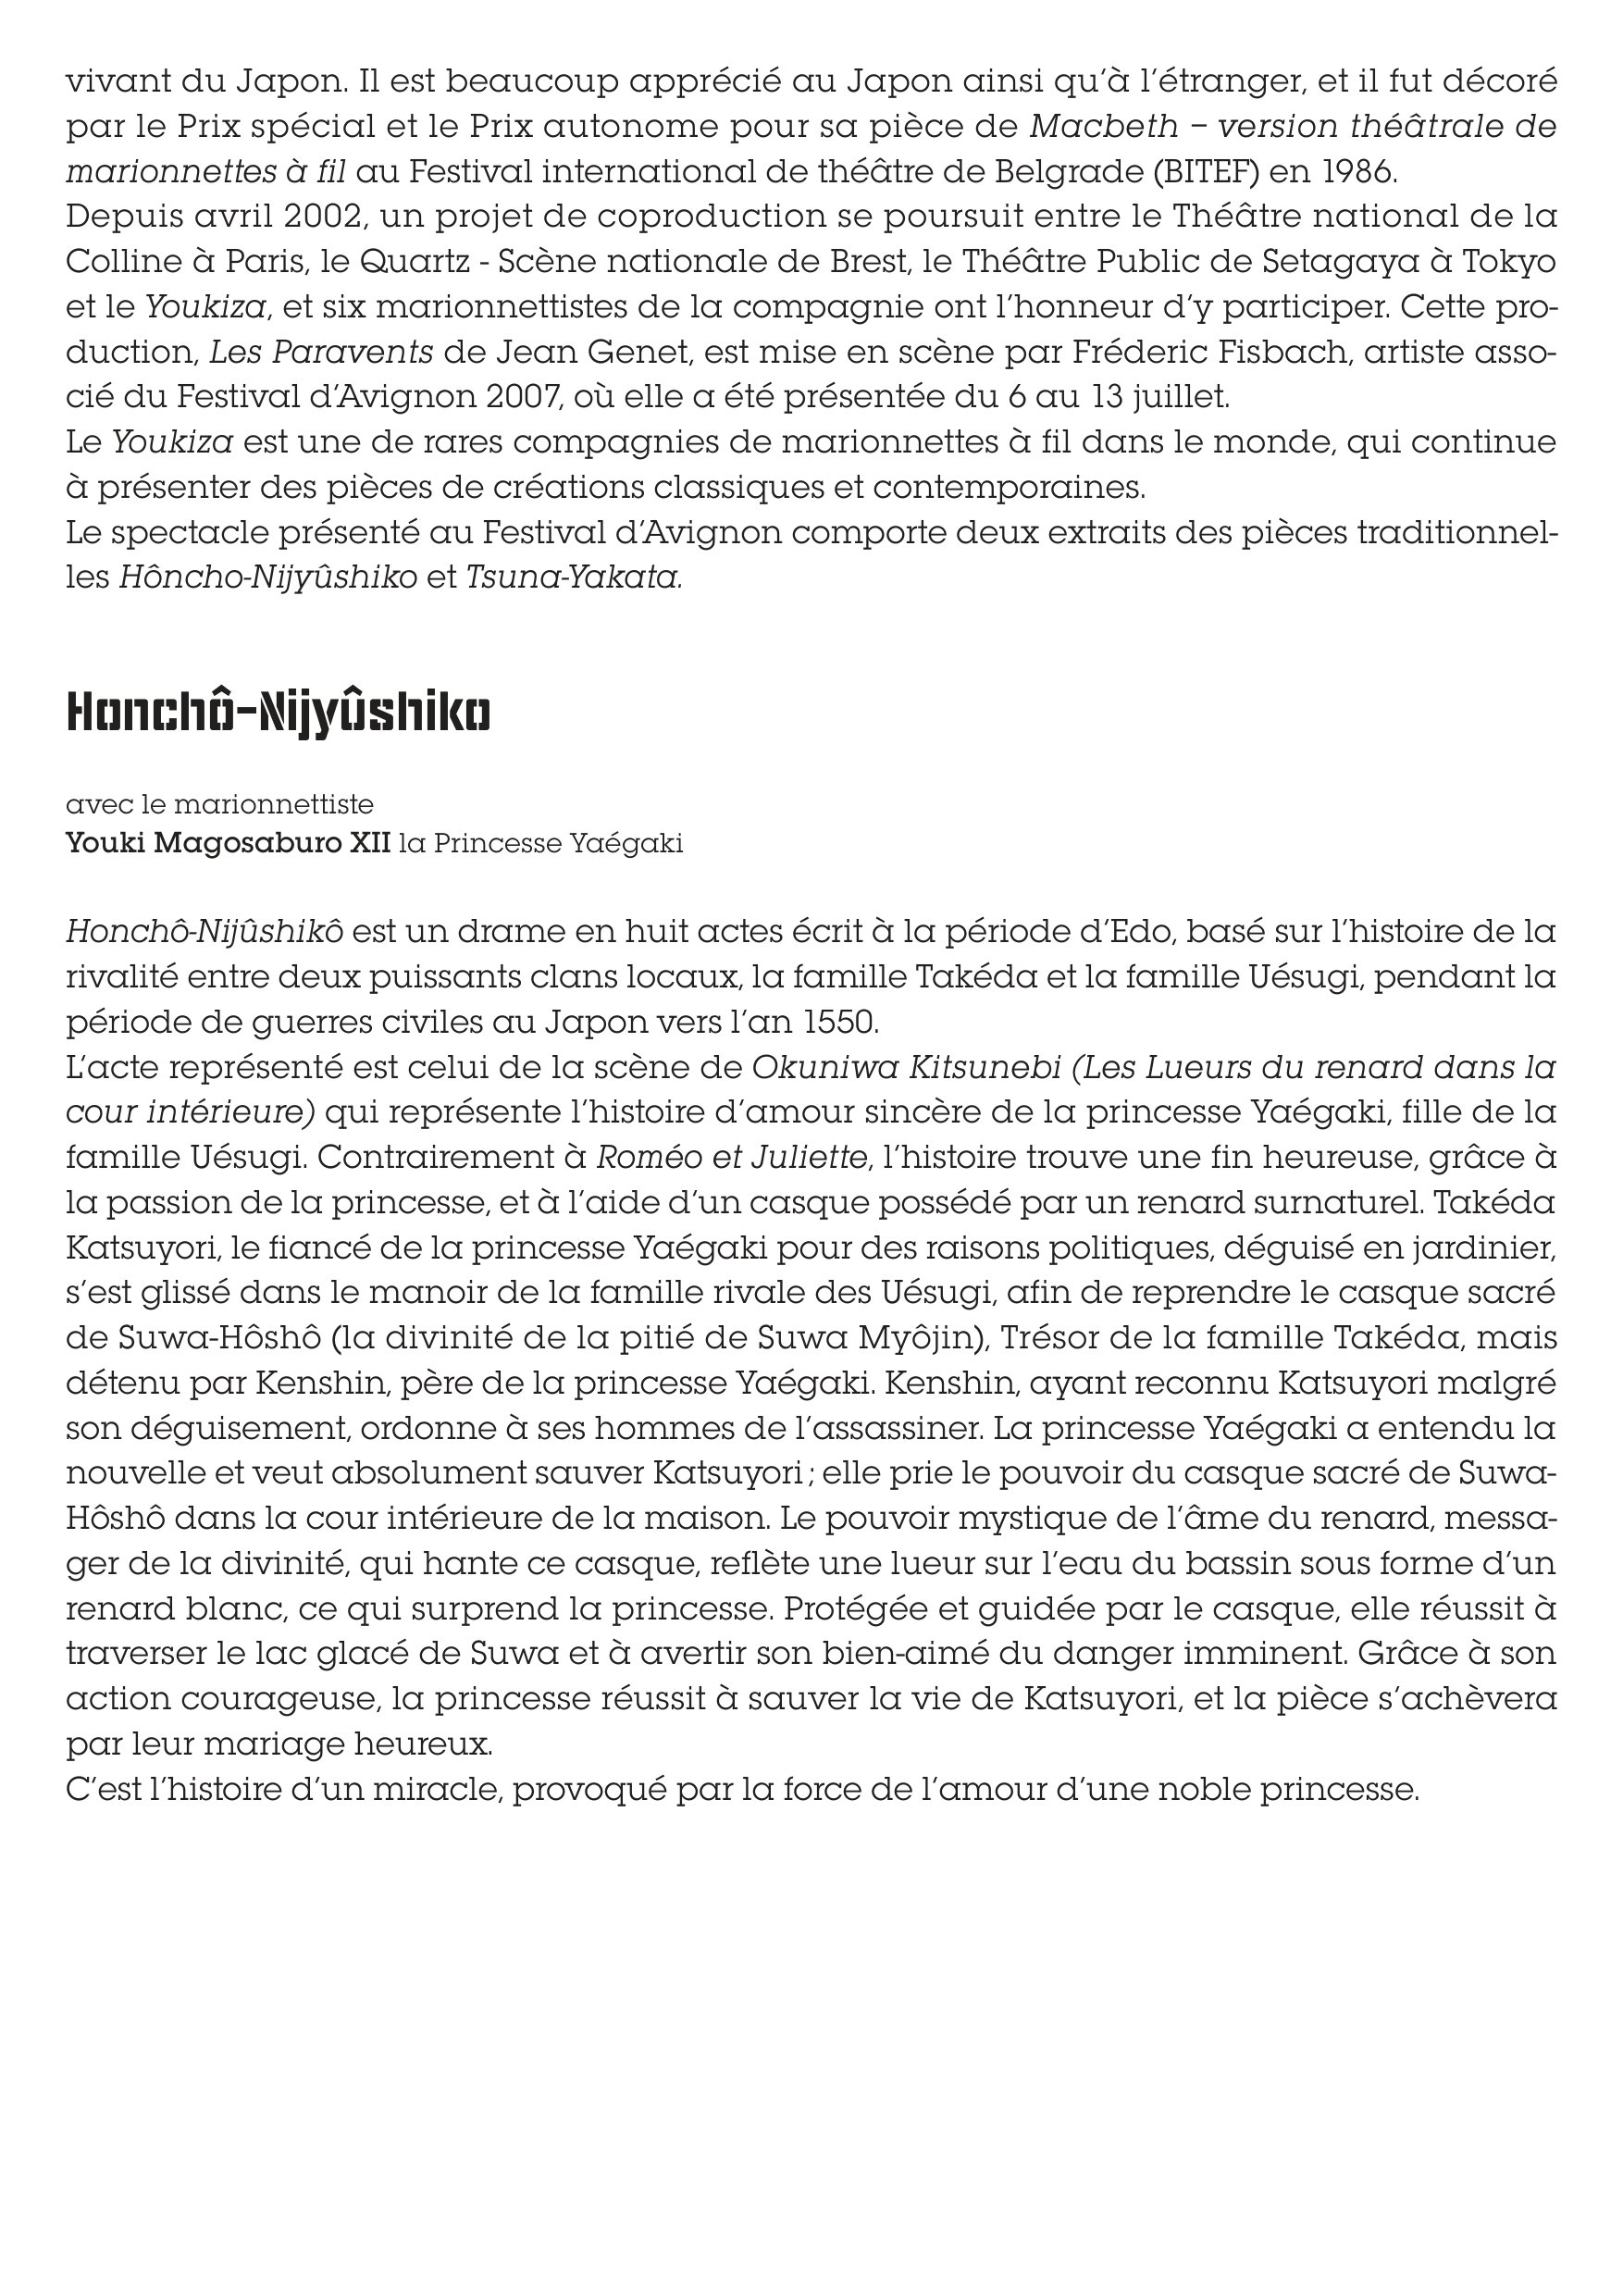 vivant du Japon. Il est beaucoup apprécié au Japon ainsi qu’à l’étranger, et il fut décoré
par le Prix spécial et le Prix autonome pour sa pièce de Macbeth – version théâtrale de
marionnettes à fil au Festival international de théâtre de Belgrade (BITEF) en 1986.
Depuis avril 2002, un projet de coproduction se poursuit entre le Théâtre national de la
Colline à Paris, le Quartz - Scène nationale de Brest, le Théâtre Public de Setagaya à Tokyo
et le Youkiza, et six marionnettistes de la compagnie ont l’honneur d’y participer. Cette pro-
duction, Les Paravents de Jean Genet, est mise en scène par Fréderic Fisbach, artiste asso-
cié du Festival d’Avignon 2007, où elle a été présentée du 6 au 13 juillet.
Le Youkiza est une de rares compagnies de marionnettes à fil dans le monde, qui continue
à présenter des pièces de créations classiques et contemporaines.
Le spectacle présenté au Festival d’Avignon comporte deux extraits des pièces traditionnel-
les Hôncho-Nijyûshiko et Tsuna-Yakata.
Honchô-Nijyûshiko
avec le marionnettiste
Youki Magosaburo XII la Princesse Yaégaki
Honchô-Nijûshikô est un drame en huit actes écrit à la période d’Edo, basé sur l’histoire de la
rivalité entre deux puissants clans locaux, la famille Takéda et la famille Uésugi, pendant la
période de guerres civiles au Japon vers l’an 1550.
L’acte représenté est celui de la scène de Okuniwa Kitsunebi (Les Lueurs du renard dans la
cour intérieure) qui représente l’histoire d’amour sincère de la princesse Yaégaki, fille de la
famille Uésugi. Contrairement à Roméo et Juliette, l’histoire trouve une fin heureuse, grâce à
la passion de la princesse, et à l’aide d’un casque possédé par un renard surnaturel. Takéda
Katsuyori, le fiancé de la princesse Yaégaki pour des raisons politiques, déguisé en jardinier,
s’est glissé dans le manoir de la famille rivale des Uésugi, afin de reprendre le casque sacré
de Suwa-Hôshô (la divinité de la pitié de Suwa Myôjin), Trésor de la famille Takéda, mais
détenu par Kenshin, père de la princesse Yaégaki. Kenshin, ayant reconnu Katsuyori malgré
son déguisement, ordonne à ses hommes de l’assassiner. La princesse Yaégaki a entendu la
nouvelle et veut absolument sauver Katsuyori ; elle prie le pouvoir du casque sacré de Suwa-
Hôshô dans la cour intérieure de la maison. Le pouvoir mystique de l’âme du renard, messa-
ger de la divinité, qui hante ce casque, reflète une lueur sur l’eau du bassin sous forme d’un
renard blanc, ce qui surprend la princesse. Protégée et guidée par le casque, elle réussit à
traverser le lac glacé de Suwa et à avertir son bien-aimé du danger imminent. Grâce à son
action courageuse, la princesse réussit à sauver la vie de Katsuyori, et la pièce s’achèvera
par leur mariage heureux.
C’est l’histoire d’un miracle, provoqué par la force de l’amour d’une noble princesse.